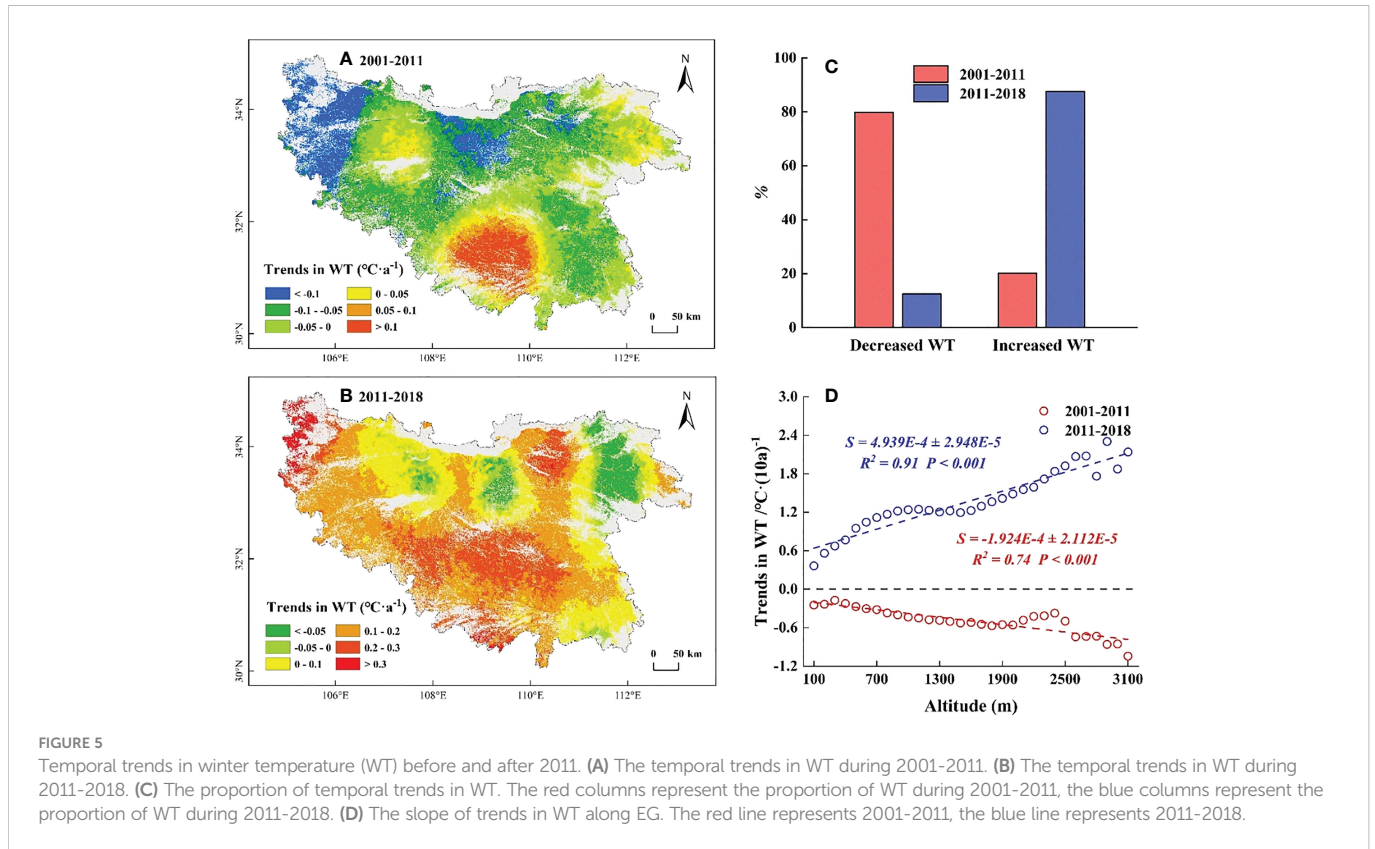 A 2001-2011
N
34°N
32°N
30°N
Trends in WT (°C·a⁻¹)
< -0.1
0 - 0.05
-0.1 - -0.05
0.05 - 0.1
-0.05 - 0
> 0.1
0 50 km
106°E 108°E 110°E 112°E
C
2001-2011
2011-2018
100
80
60
40
20
0
%
Decreased WT Increased WT
B 2011-2018
N
34°N
32°N
30°N
Trends in WT (°C·a⁻¹)
< -0.05
0.1 - 0.2
-0.05 - 0
0.2 - 0.3
0 - 0.1
> 0.3
0 50 km
106°E 108°E 110°E 112°E
D
2001-2011
2011-2018
S = 4.939E-4 ± 2.948E-5
R² = 0.91 P < 0.001
S = -1.924E-4 ± 2.112E-5
R² = 0.74 P < 0.001
3.0
2.4
1.8
1.2
0.6
0.0
-0.6
-1.2
Trends in WT /°C·(10a)⁻¹
100 700 1300 1900 2500 3100
Altitude (m)
FIGURE 5
Temporal trends in winter temperature (WT) before and after 2011. (A) The temporal trends in WT during 2001-2011. (B) The temporal trends in WT during
2011-2018. (C) The proportion of temporal trends in WT. The red columns represent the proportion of WT during 2001-2011, the blue columns represent the
proportion of WT during 2011-2018. (D) The slope of trends in WT along EG. The red line represents 2001-2011, the blue line represents 2011-2018.